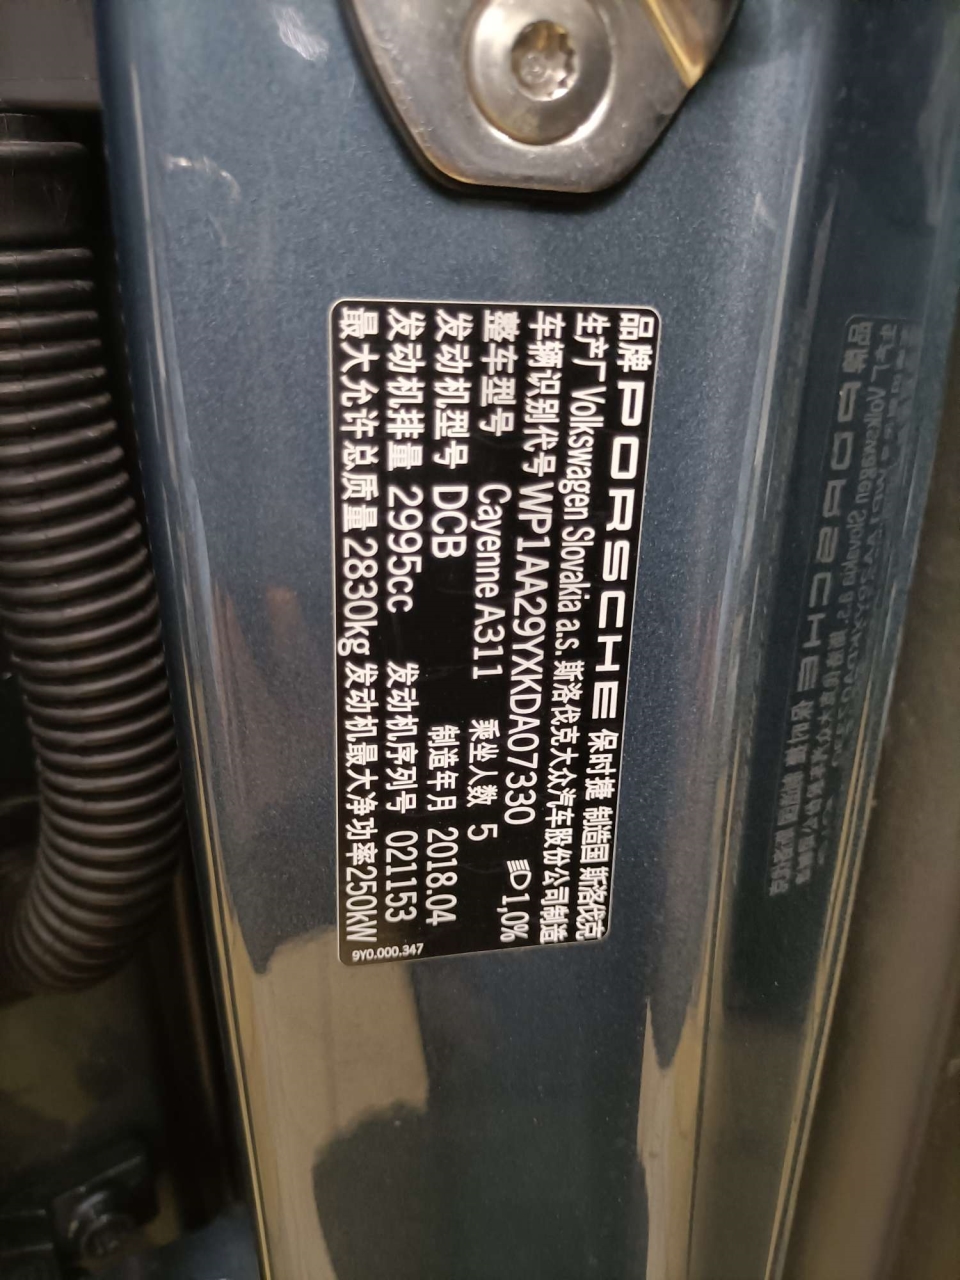 品牌 PORSCHE 保时捷 制造国 斯洛伐克
生产厂 Volkswagen Slovakia a.s. 斯洛伐克大众汽车股份公司制造
车辆识别代号 WP1AA29YXKDA07330 1,0%
整车型号 Cayenne A311 乘坐人数 5
发动机型号 DCB 制造年月 2018.04
发动机排量 2995cc 发动机序列号 021153
最大允许总质量 2830kg 发动机最大净功率250kW
9Y0.000.347